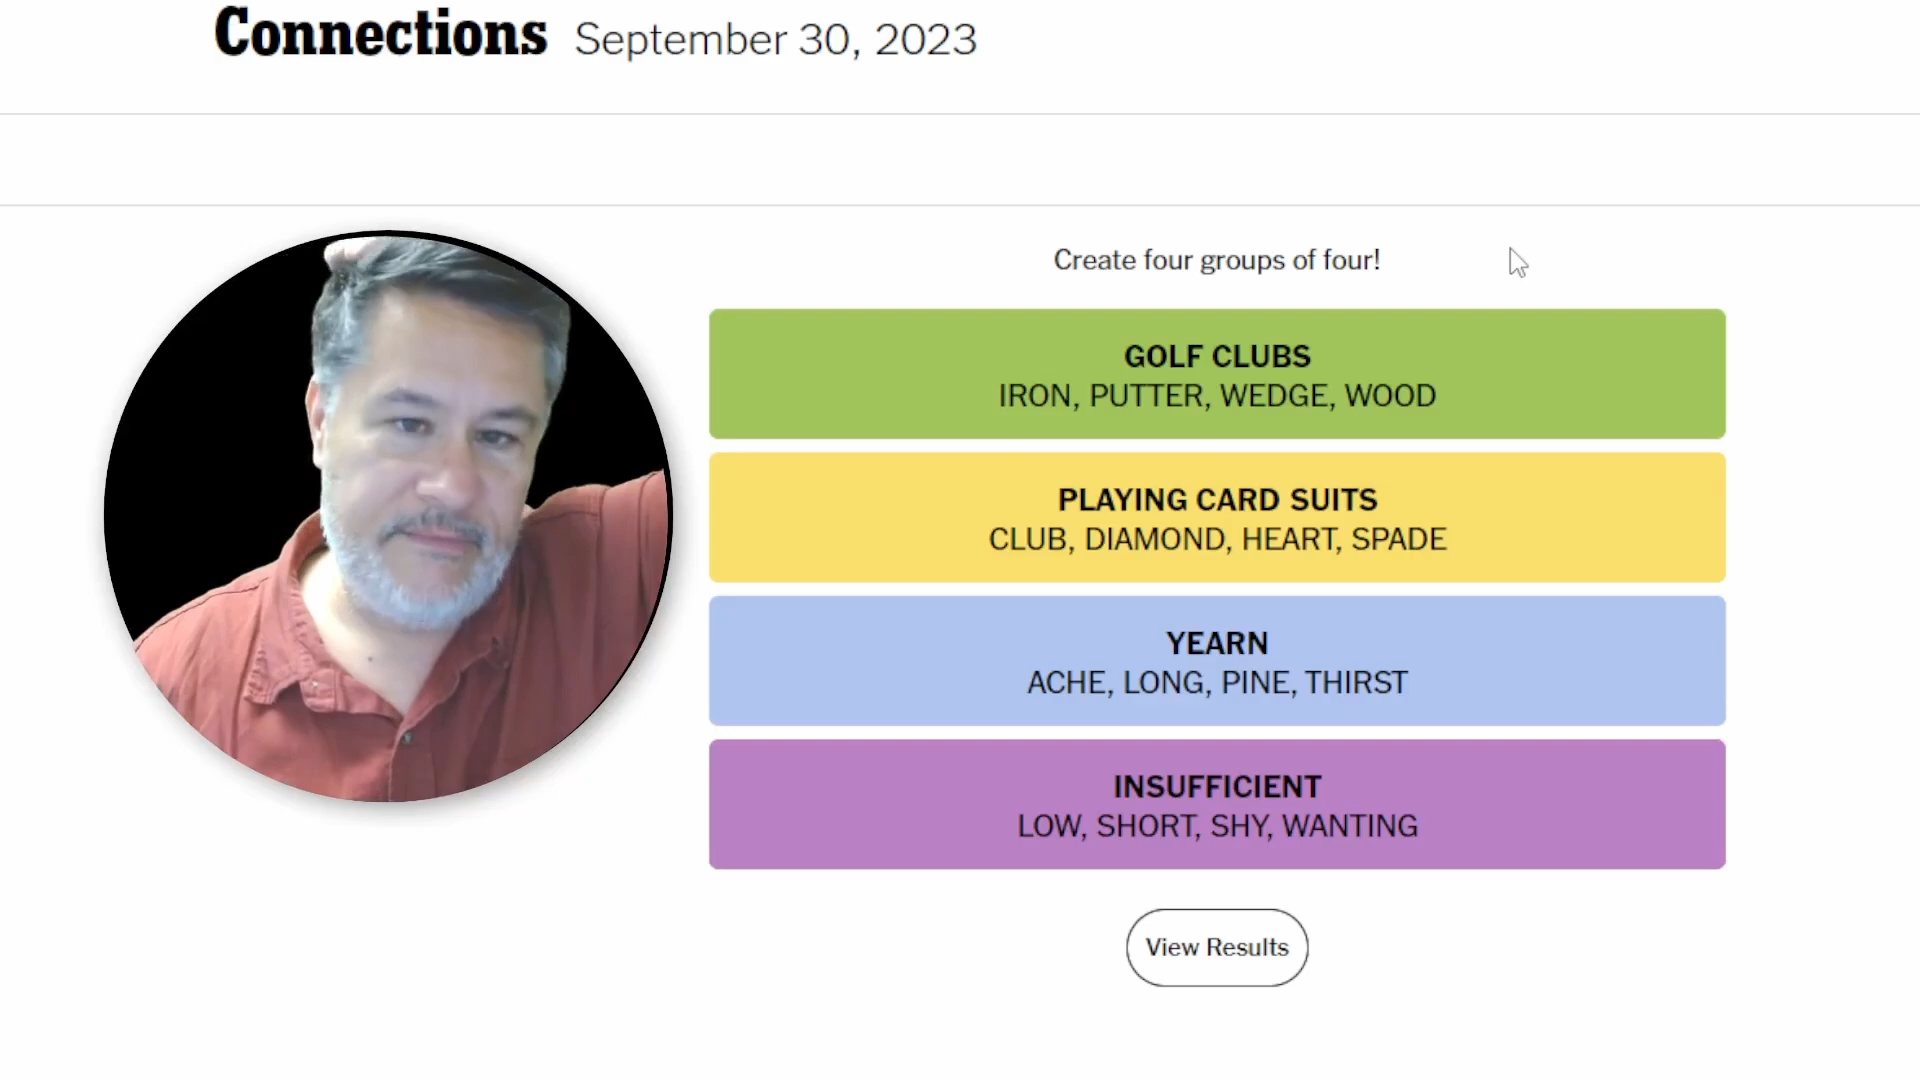 Connections September 30, 2023
Create four groups of four!
GOLF CLUBS
IRON, PUTTER, WEDGE, WOOD
PLAYING CARD SUITS
CLUB, DIAMOND, HEART, SPADE
YEARN
ACHE, LONG, PINE, THIRST
INSUFFICIENT
LOW, SHORT, SHY, WANTING
View Results